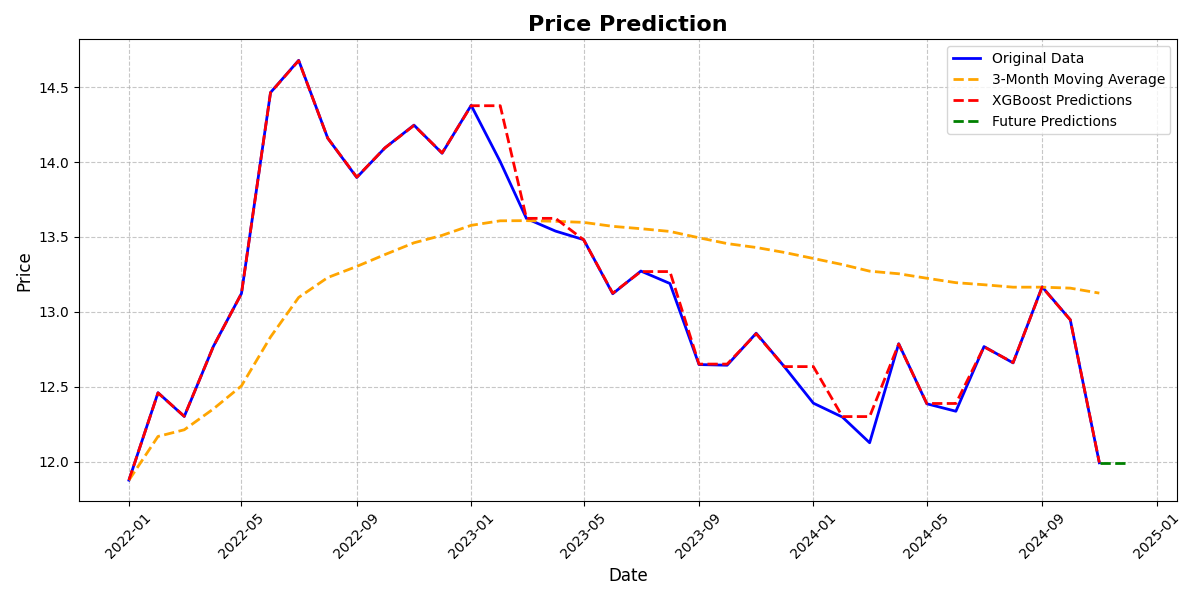 Price Prediction
Original Data
3-Month Moving Average
XGBoost Predictions
Future Predictions
Price
14.5
14.0
13.5
13.0
12.5
12.0
2022-01
2022-05
2022-09
2023-01
2023-05
2023-09
2024-01
2024-05
2024-09
2025-01
Date